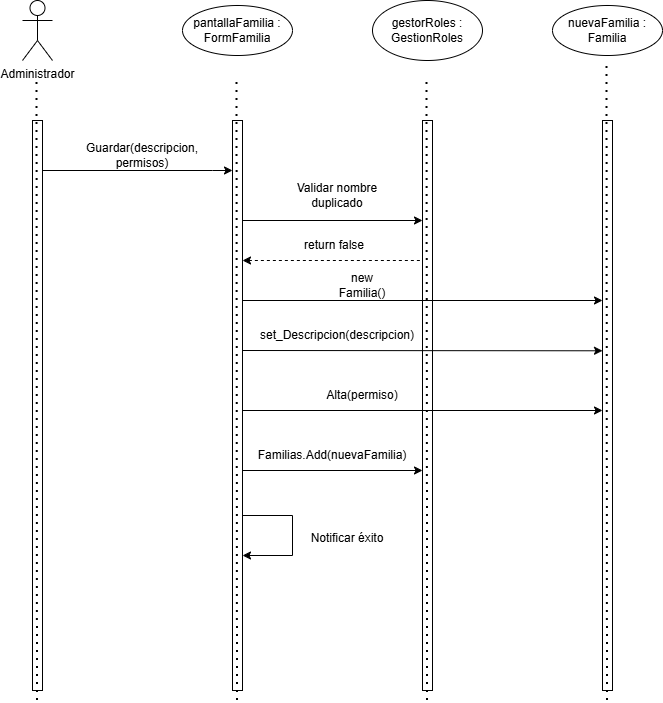 pantallaFamilia :
FormFamilia
gestorRoles :
GestionRoles
nuevaFamilia :
Familia
Administrador
Guardar(descripcion,
permisos)
Validar nombre
duplicado
return false
new
Familia()
set_Descripcion(descripcion)
Alta(permiso)
Familias.Add(nuevaFamilia)
Notificar éxito